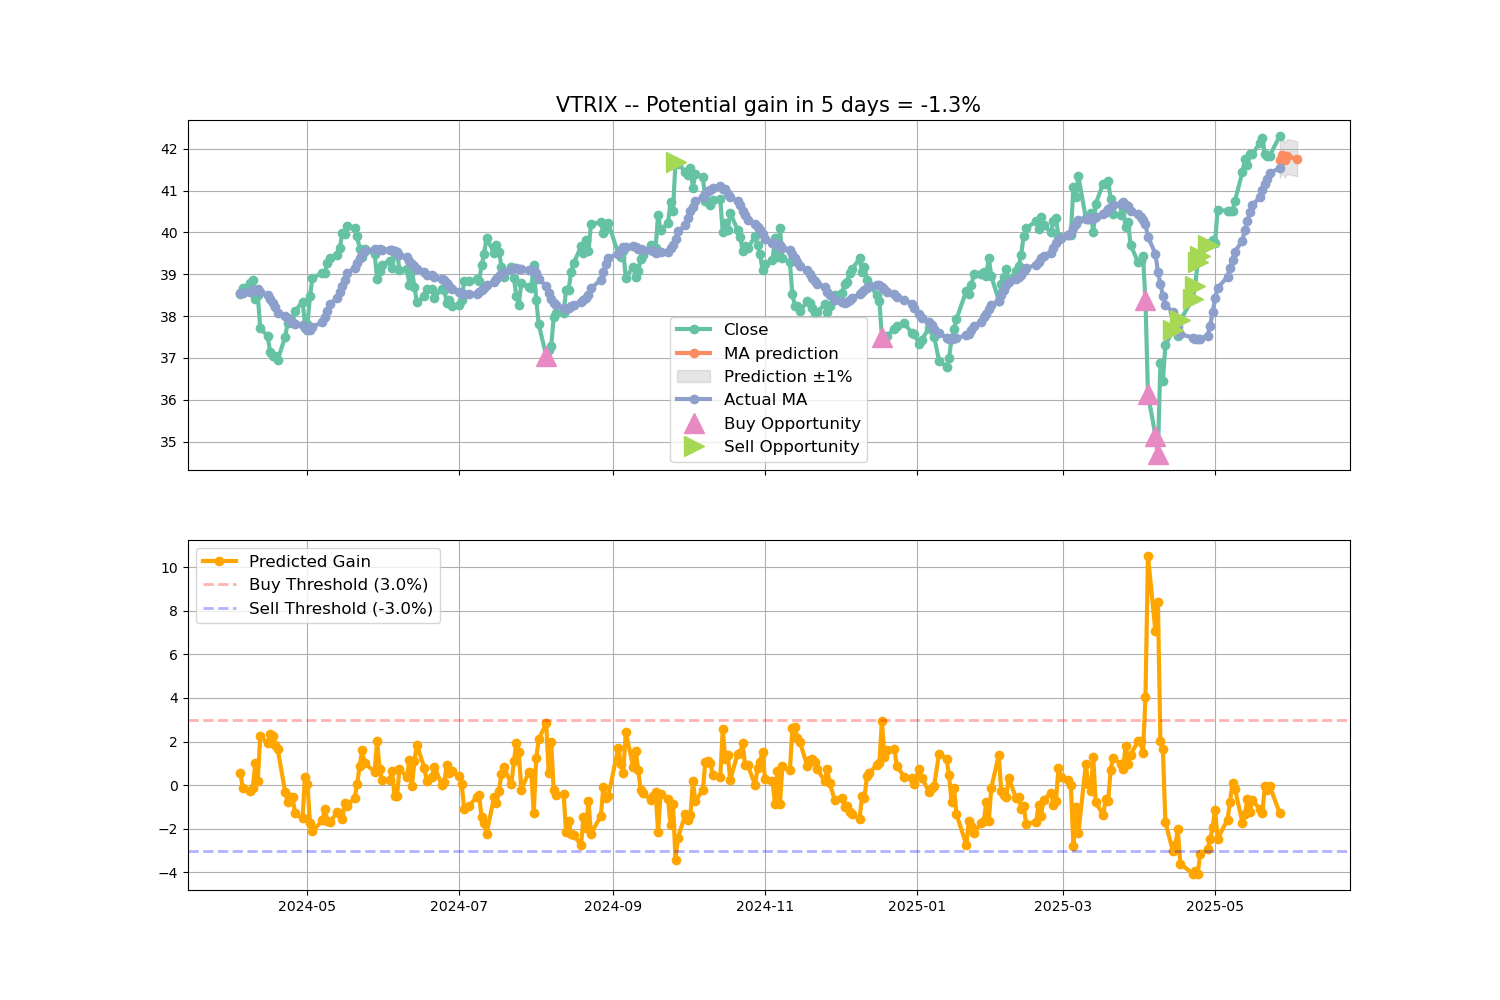 VTRIX -- Potential gain in 5 days = -1.3%
42
41
40
39
38
37
36
35
Close
MA prediction
Prediction ±1%
Actual MA
Buy Opportunity
Sell Opportunity
10
8
6
4
2
0
−2
−4
Predicted Gain
Buy Threshold (3.0%)
Sell Threshold (-3.0%)
2024-05
2024-07
2024-09
2024-11
2025-01
2025-03
2025-05